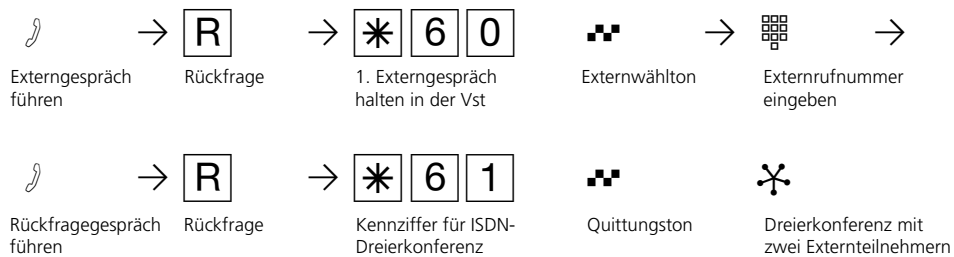 R * 6 0
Externgespräch Rückfrage 1. Externgespräch Externwählton Externrufnummer
führen halten in der Vst eingeben
R * 6 1
Rückfragegespräch Rückfrage Kennziffer für ISDN- Quittungston Dreierkonferenz mit
führen Dreierkonferenz zwei Externteilnehmern